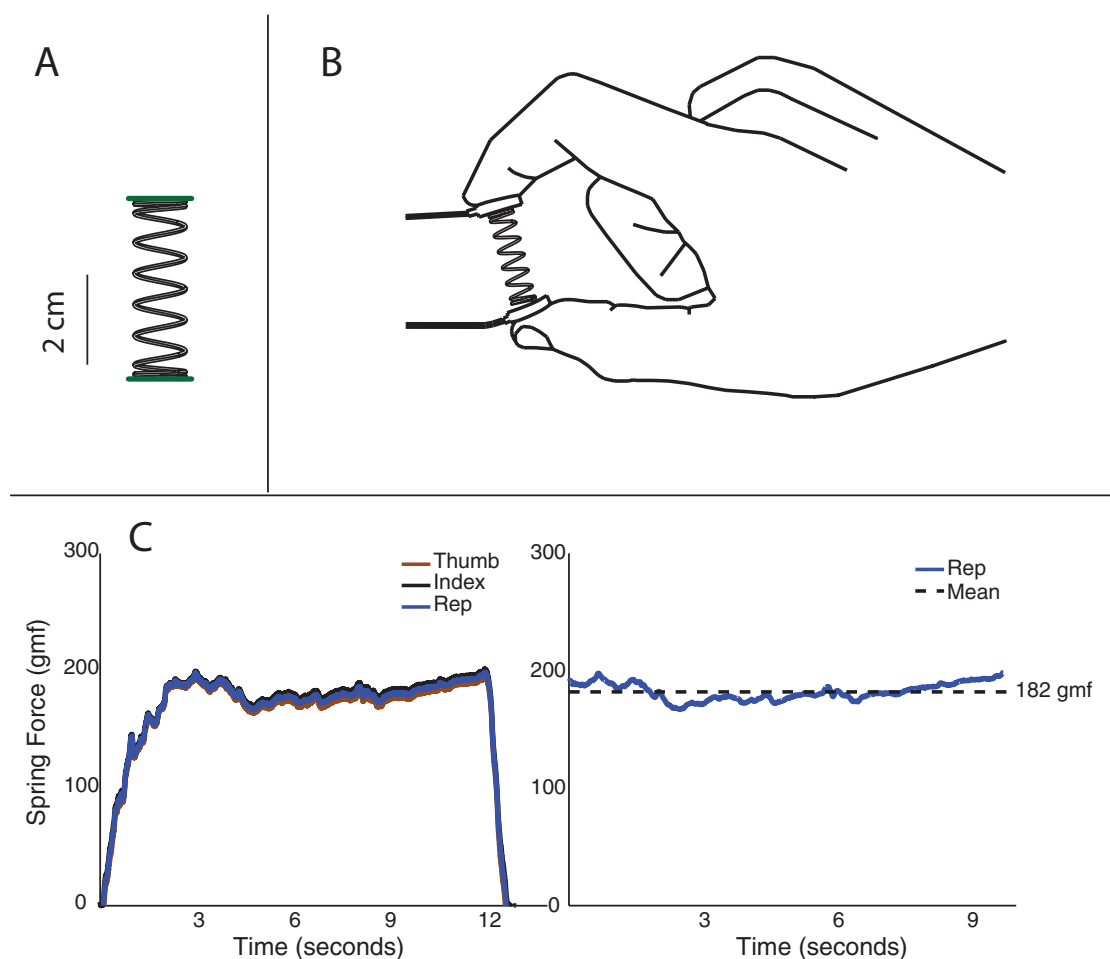 A
B
2 cm
C
300
200
100
0
Spring Force (gmf)
Thumb
Index
Rep
3
6
9
12
Time (seconds)
300
200
100
0
Rep
Mean
182 gmf
3
6
9
Time (seconds)